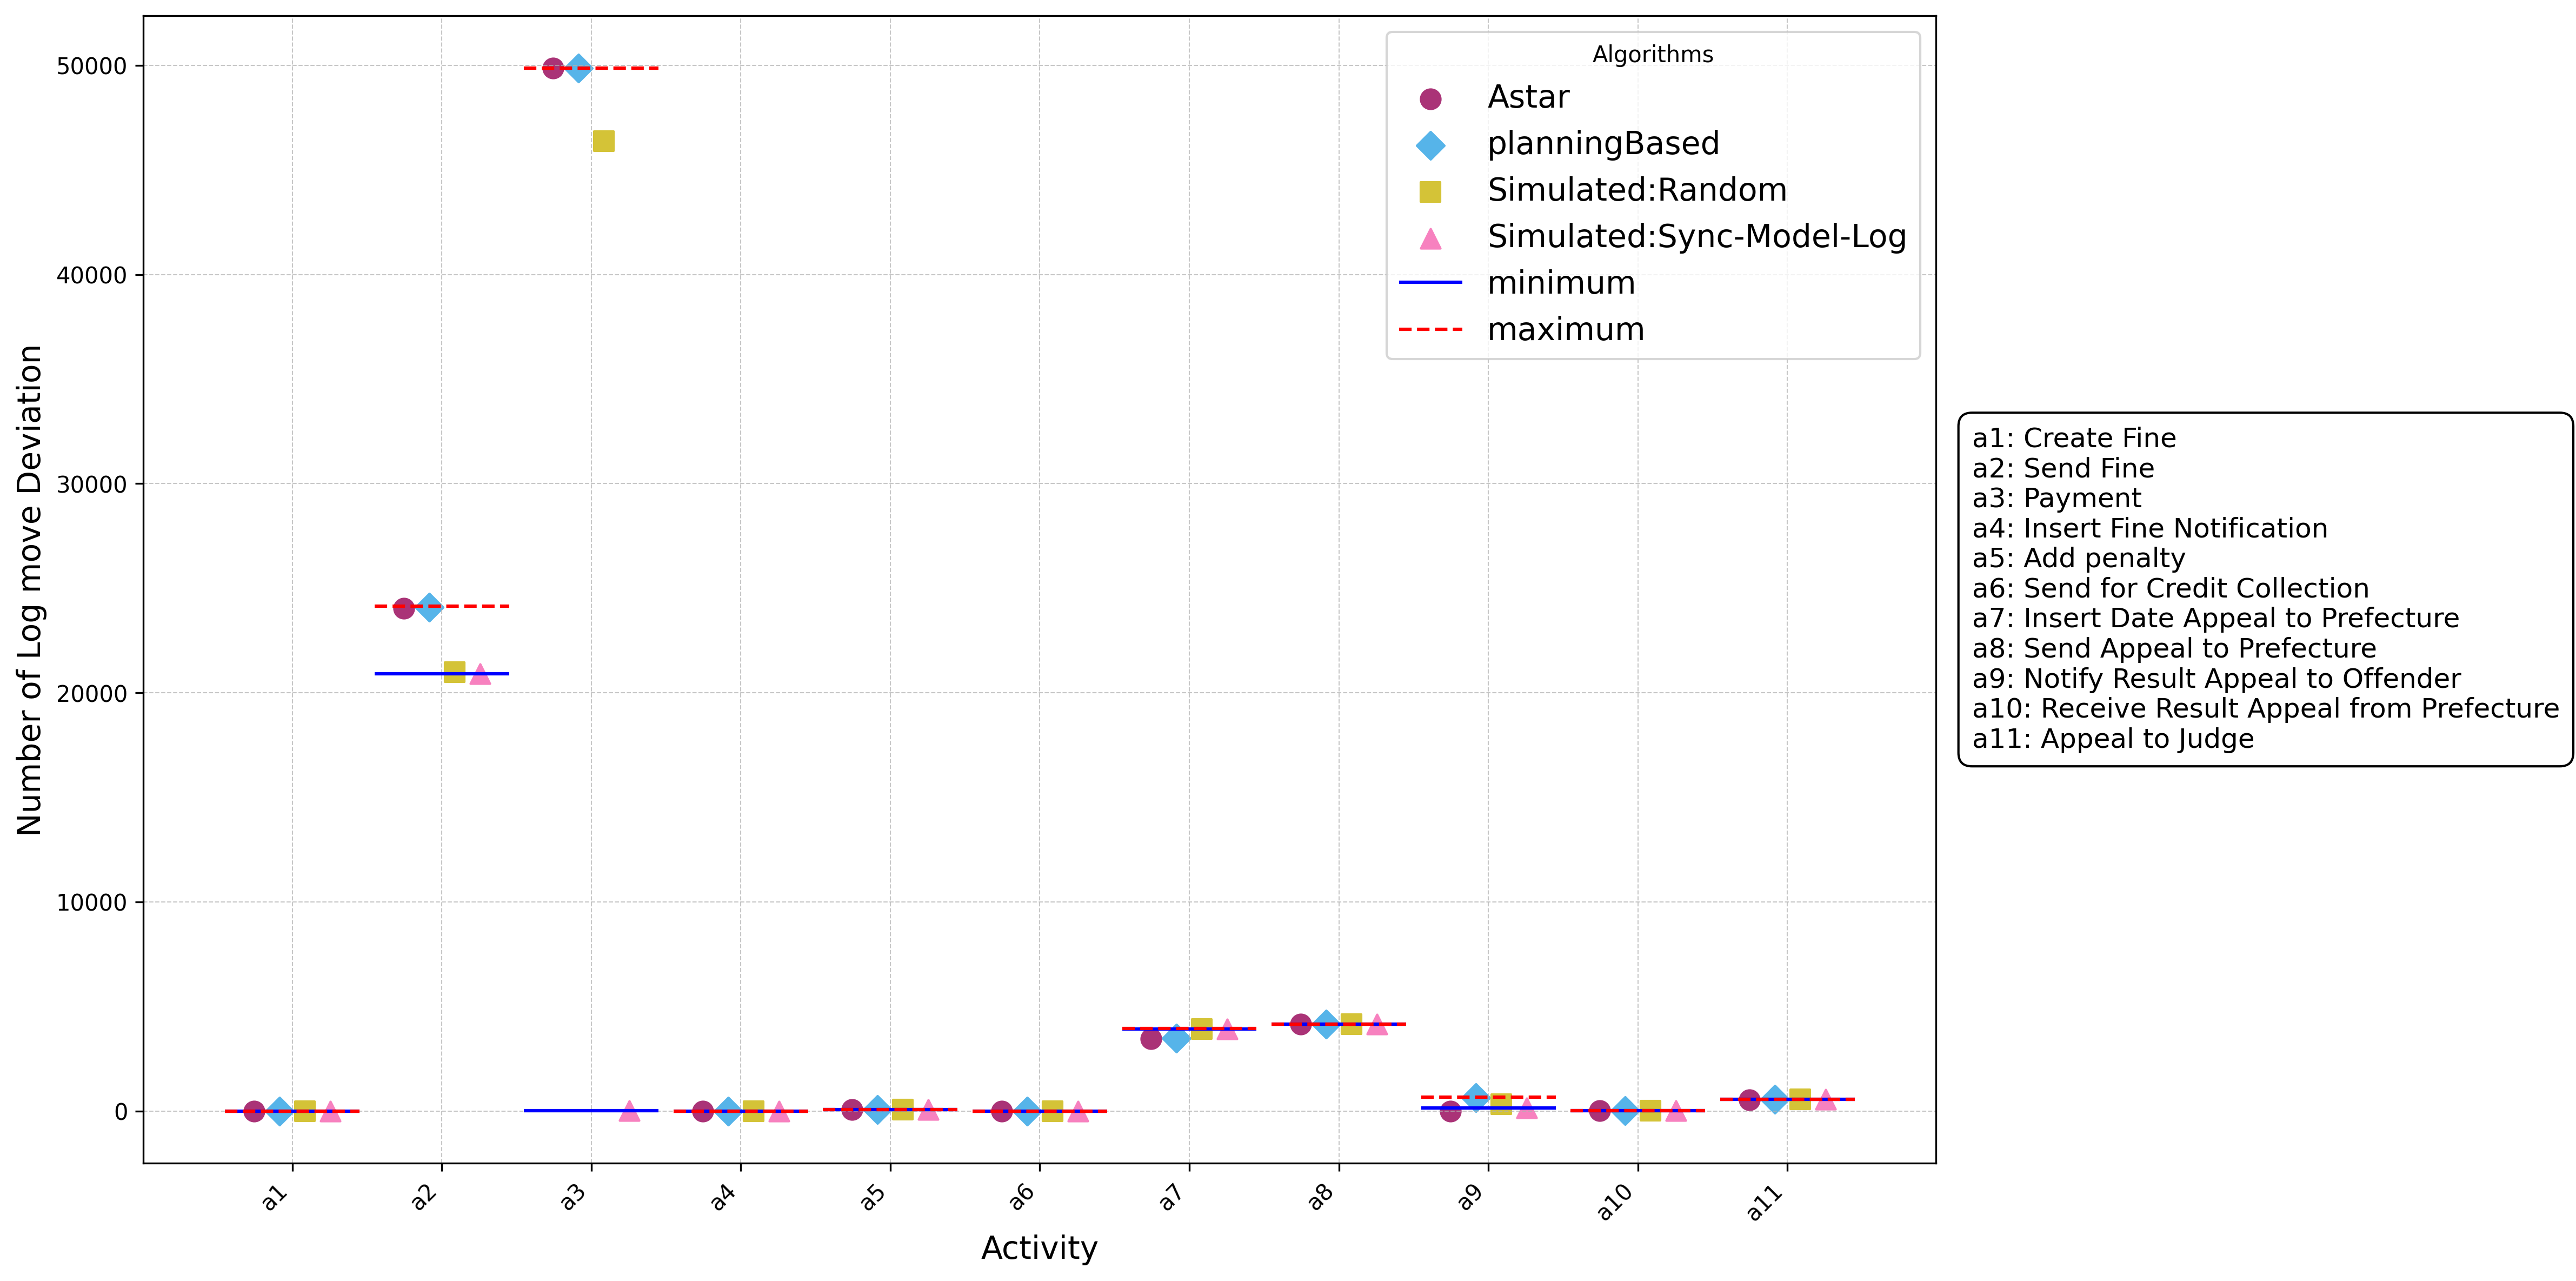 Number of Log move Deviation
50000
40000
30000
20000
10000
0
Algorithms
Astar
planningBased
Simulated:Random
Simulated:Sync-Model-Log
minimum
maximum
a1: Create Fine
a2: Send Fine
a3: Payment
a4: Insert Fine Notification
a5: Add penalty
a6: Send for Credit Collection
a7: Insert Date Appeal to Prefecture
a8: Send Appeal to Prefecture
a9: Notify Result Appeal to Offender
a10: Receive Result Appeal from Prefecture
a11: Appeal to Judge
a1
a2
a3
a4
a5
a6
a7
a8
a9
a10
a11
Activity